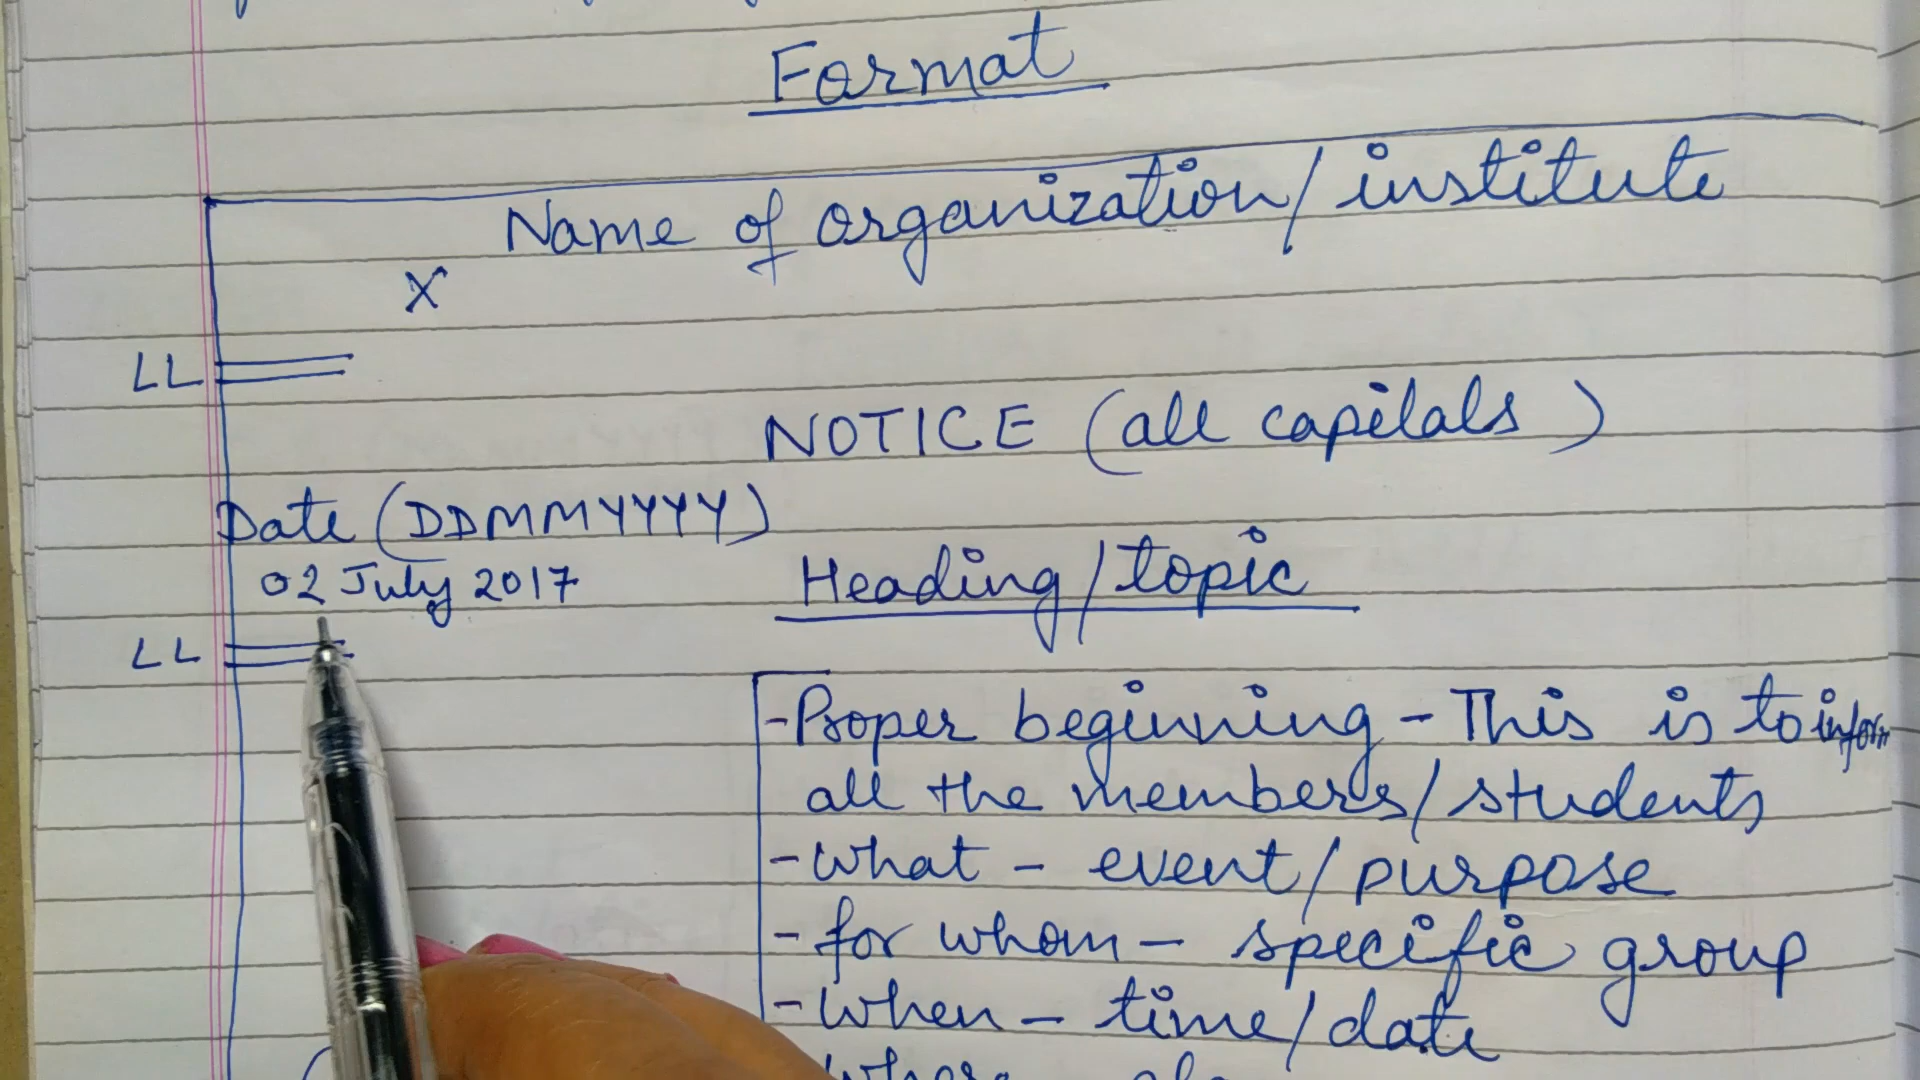 Format
Name of organization/institute
X
LL
NOTICE (all capitals)
Date (DDMMYYYY)
02 July 2017
Heading/topic
LL
-Proper beginning - This is to inform
all the members/students
-what - event/purpose
-for whom - specific group
-When - time/date